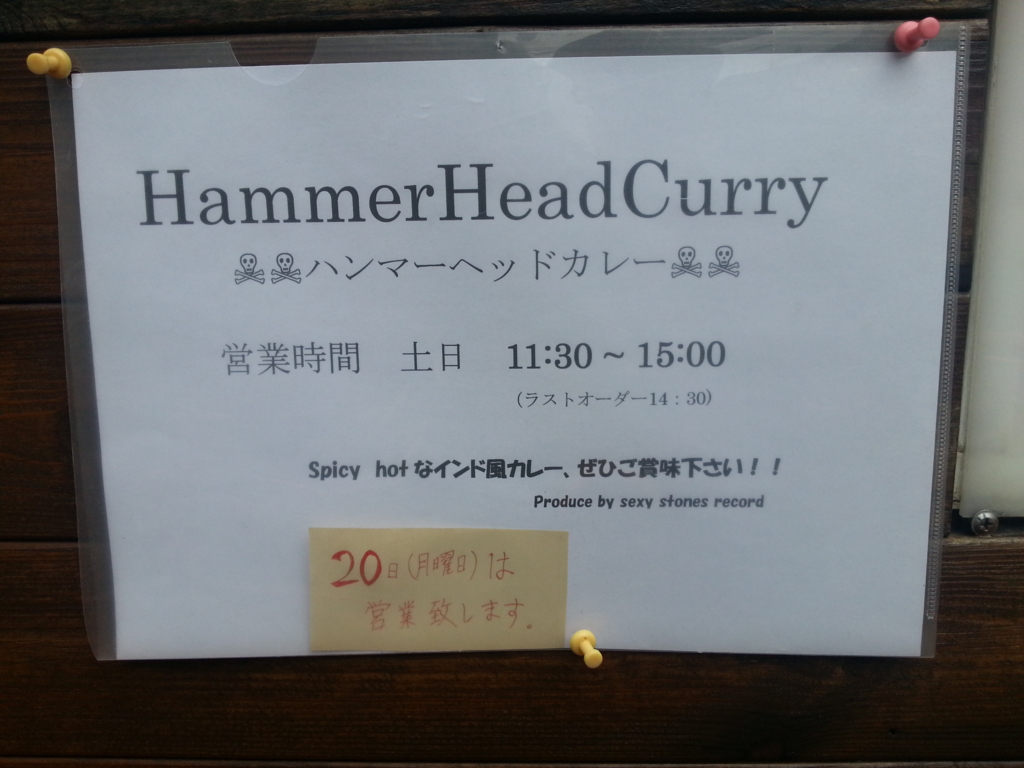 HammerHeadCurry
☠☠ハンマーヘッドカレー☠☠
営業時間 土日 11:30 ~ 15:00
(ラストオーダー14:30)
Spicy hotなインド風カレー、ぜひご賞味下さい!!
Produce by sexy stones record
20日(月曜日)は
営業致します。